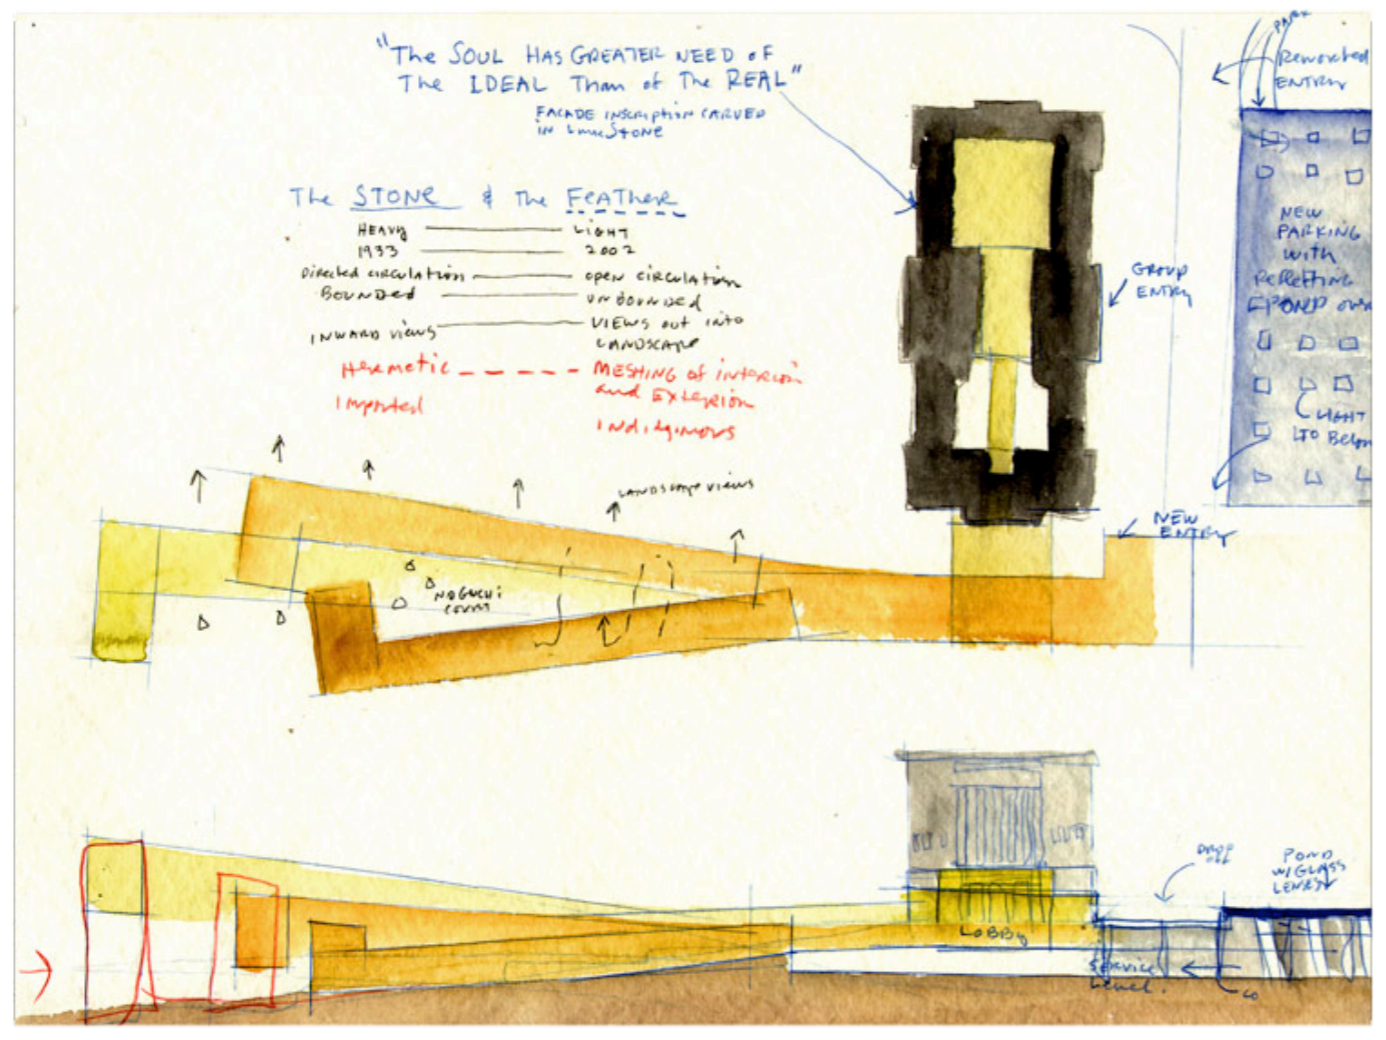 "The SOUL HAS GREATER NEED of
The IDEAL Than of The REAL"
FACADE INSCRIPTION CARVED
in LIMESTONE
The STONE & the FeATher
HEAVY LIGHT
1933 2002
Directed circulation open circulation
BOUNDED UNBOUNDED
INWARD views VIEWS out into
LANDSCAPE
Hermetic MESHING of interior
and EXTERIOR
Imported
Indiginous
PARK
Reworked
ENTRY
NEW
PARKING
with
Reflecting
POND over
LIGHT
TO Below
GROUP
ENTRY
NEW
ENTRY
LANDSCAPE VIEWS
NOGUCHI
COURT
DROP
off
POND
W/GLASS
LENSES
LOBBY
Service
Level.